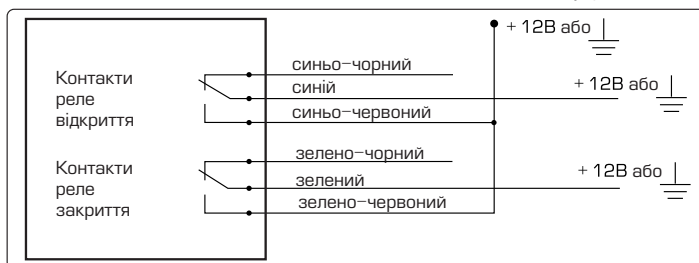 + 12В або
синьо-чорний
Контакти
реле
відкриття
синій
+ 12В або
синьо-червоний
зелено-чорний
Контакти
реле
закриття
+ 12В або
зелений
зелено-червоний